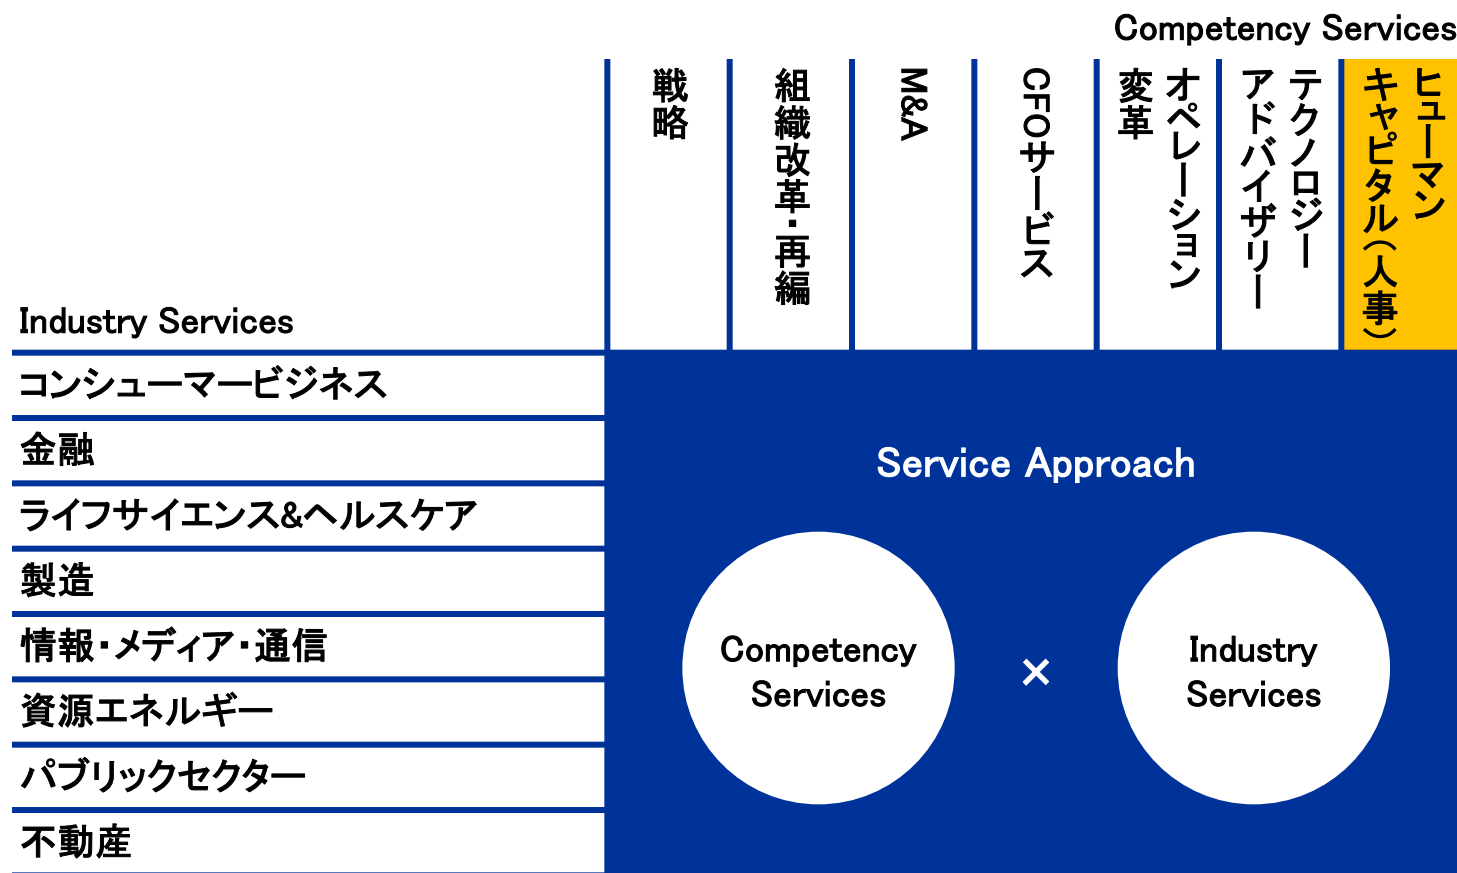 Competency Services
戦略
組織改革・再編
M&A
CFOサービス
オペレーション
変革
テクノロジー
アドバイザリー
ヒューマン
キャピタル（人事）
Industry Services
コンシューマービジネス
金融
ライフサイエンス&ヘルスケア
製造
情報・メディア・通信
資源エネルギー
パブリックセクター
不動産
Service Approach
Competency
Services
×
Industry
Services